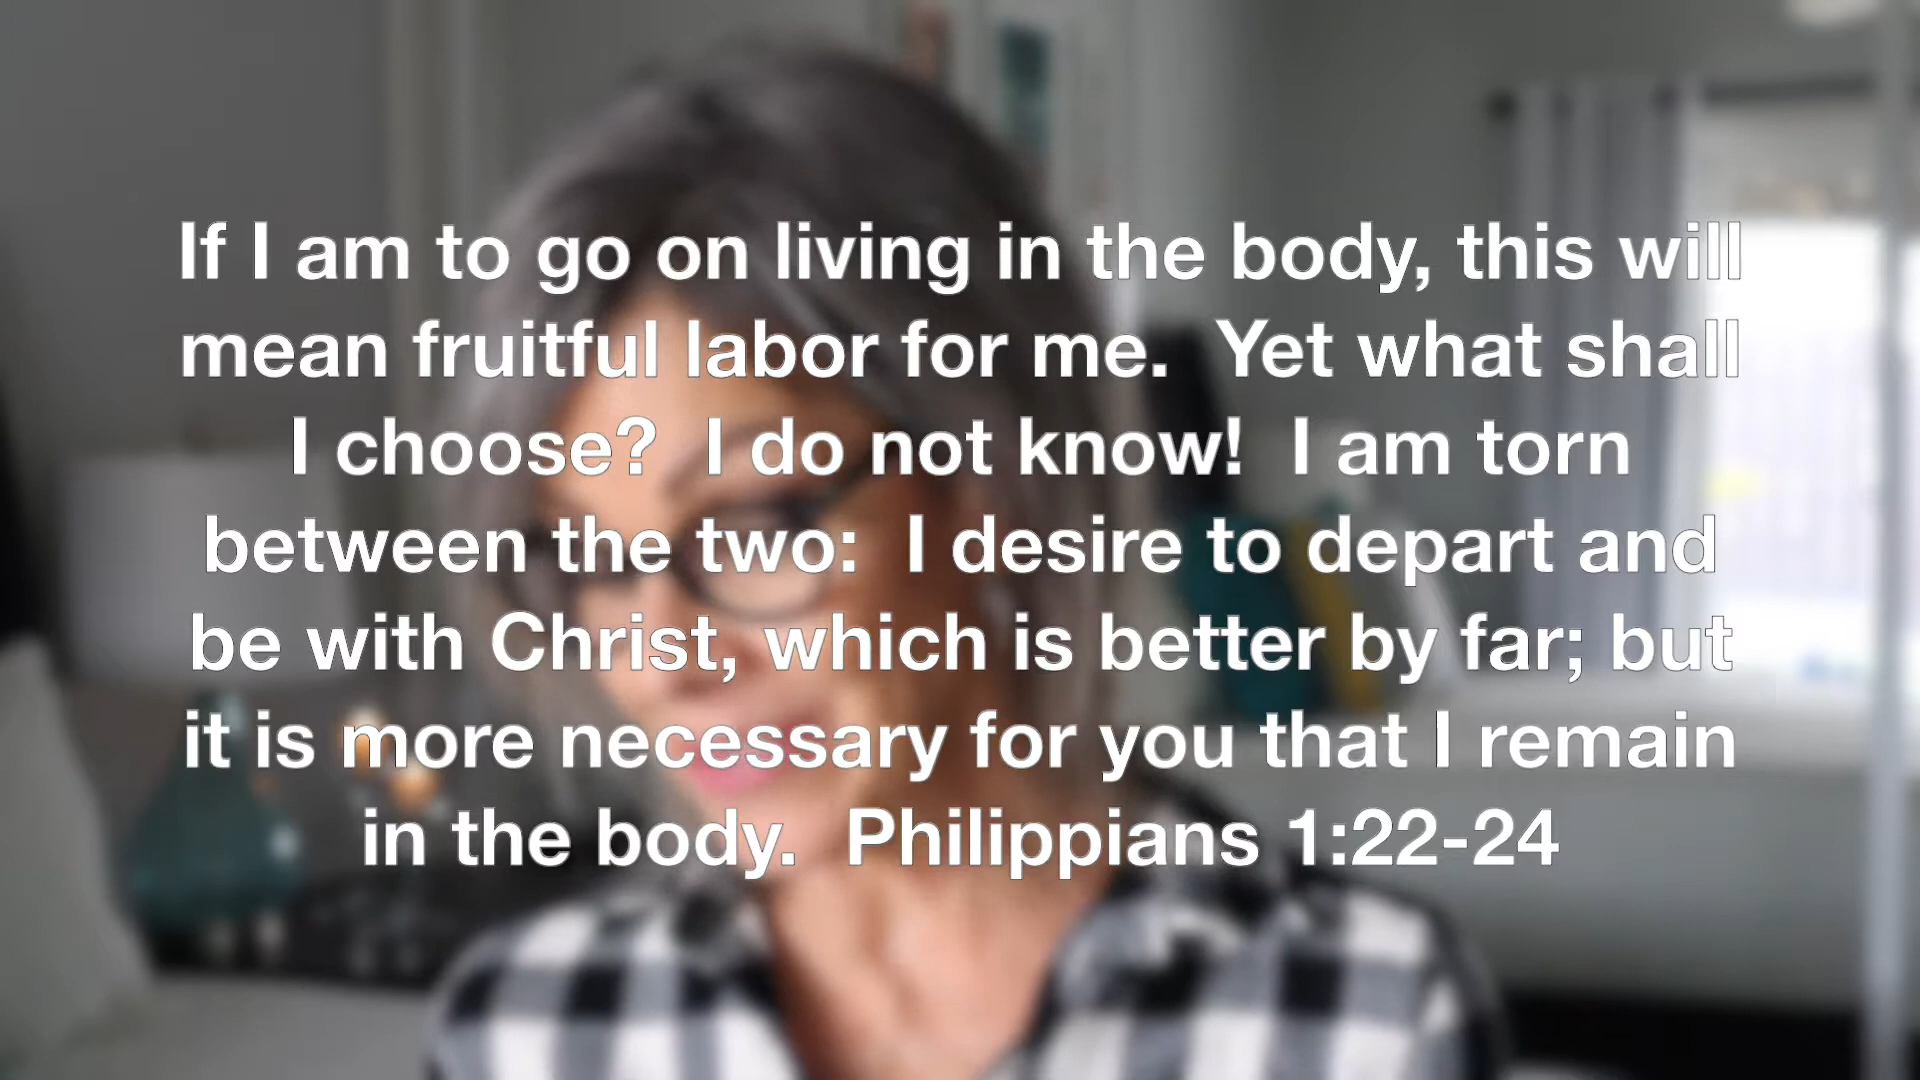 If I am to go on living in the body, this will
mean fruitful labor for me.  Yet what shall
I choose?  I do not know!  I am torn
between the two:  I desire to depart and
be with Christ, which is better by far; but
it is more necessary for you that I remain
in the body.  Philippians 1:22-24